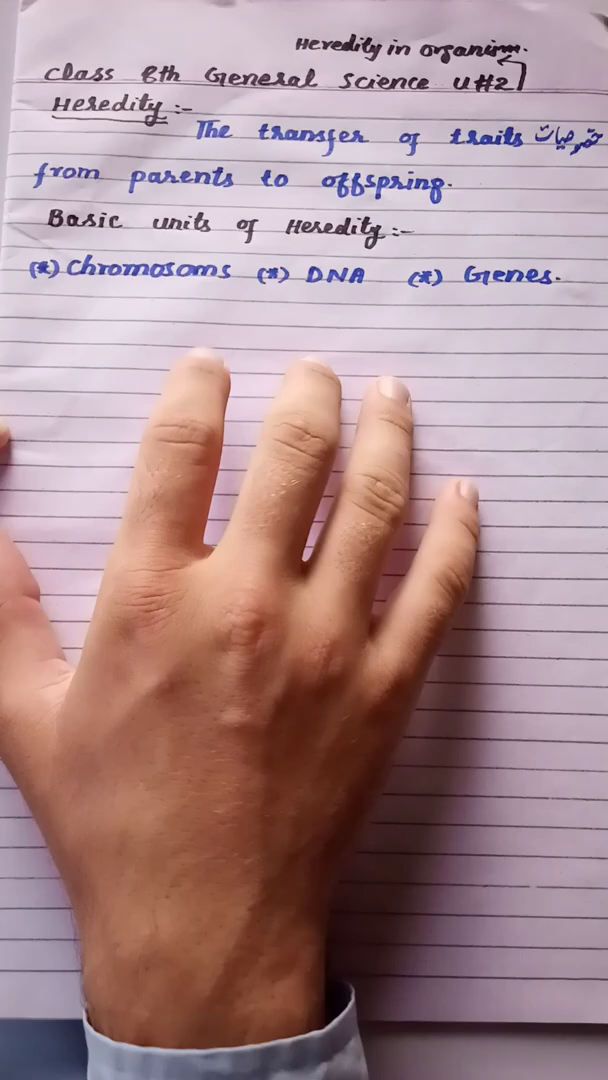 Heredity in organism.
Class 8th General Science U#2
Heredity :-
The transfer of traits خصوصیات
from parents to offspring.
Basic units of Heredity :-
(*) Chromosoms (*) DNA (*) Genes.